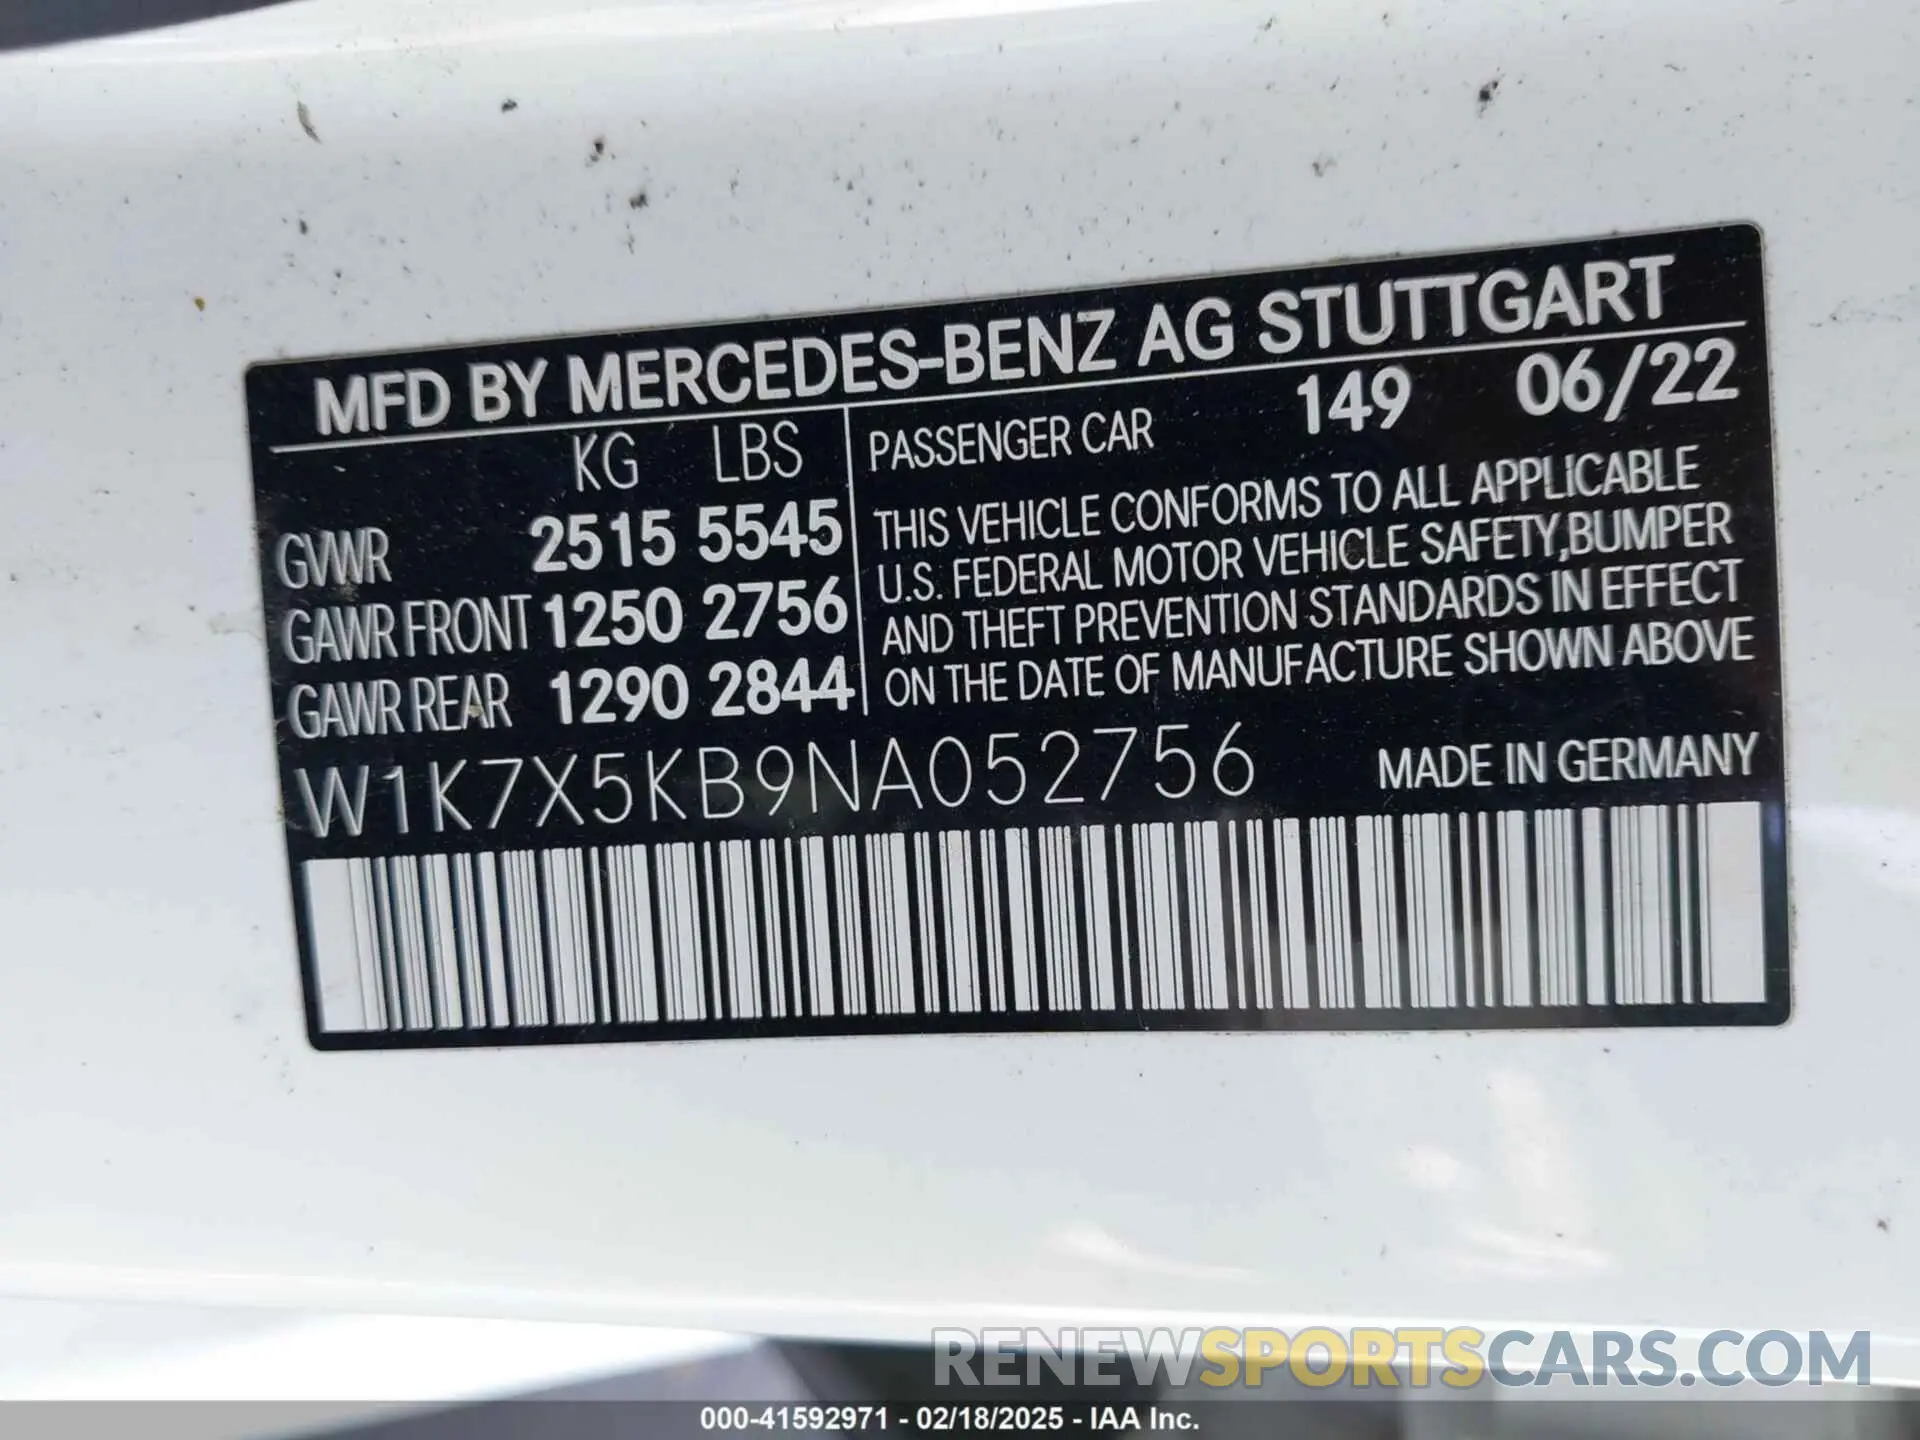 MFD BY MERCEDES-BENZ AG STUTTGART
KG LBS
GVWR 2515 5545
GAWR FRONT 1250 2756
GAWR REAR 1290 2844
PASSENGER CAR 149 06/22
THIS VEHICLE CONFORMS TO ALL APPLICABLE
U.S. FEDERAL MOTOR VEHICLE SAFETY,BUMPER
AND THEFT PREVENTION STANDARDS IN EFFECT
ON THE DATE OF MANUFACTURE SHOWN ABOVE
W1K7X5KB9NA052756 MADE IN GERMANY
RENEWSPORTSCARS.COM
000-41592971 - 02/18/2025 - IAA Inc.